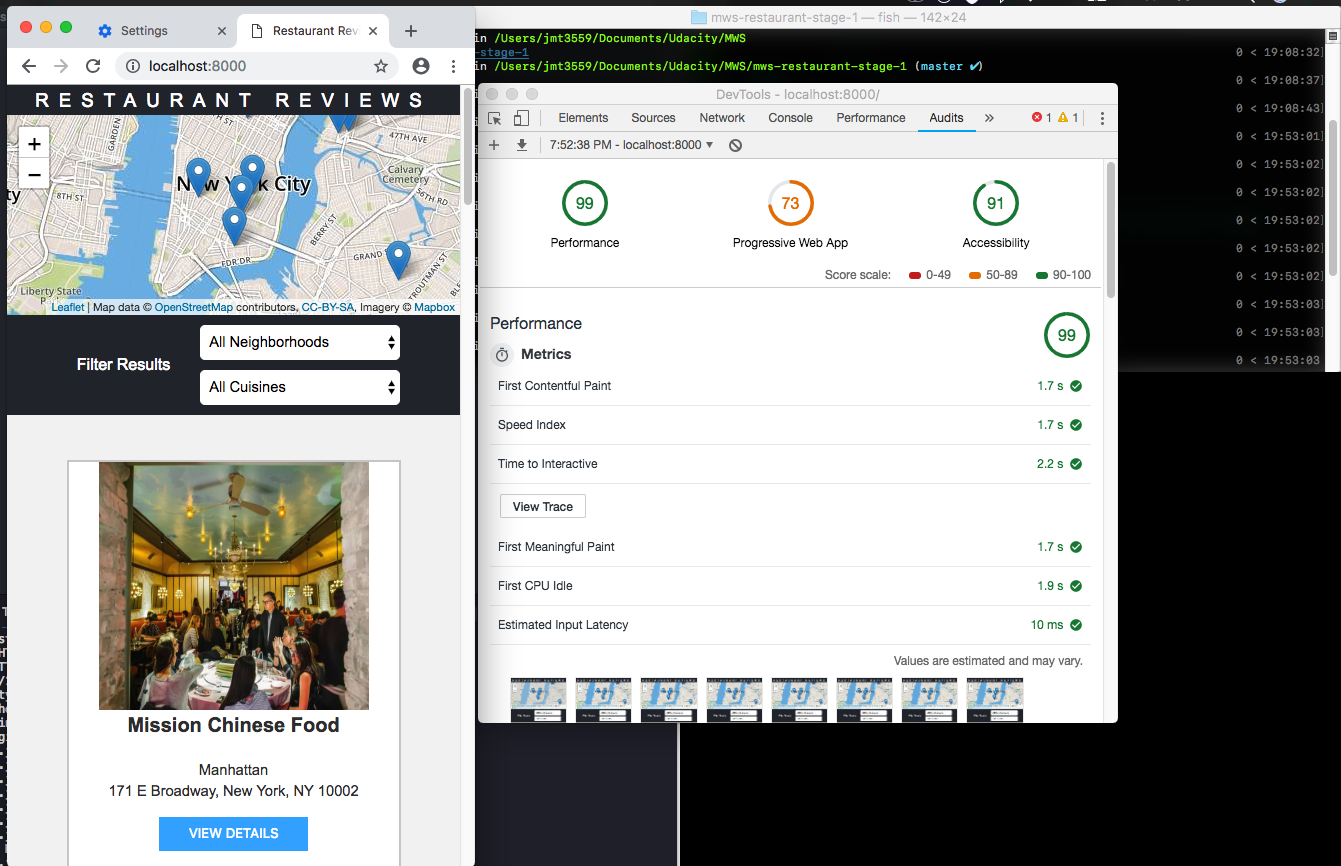 mws-restaurant-stage-1 — fish — 142×24
in /Users/jmt3559/Documents/Udacity/MWS
-stage-1
0 < 19:08:32]
in /Users/jmt3559/Documents/Udacity/MWS/mws-restaurant-stage-1 (master ✔)
0 < 19:08:37]
0 < 19:08:43]
0 < 19:53:01]
0 < 19:53:02]
0 < 19:53:02]
0 < 19:53:02]
0 < 19:53:02]
0 < 19:53:02]
0 < 19:53:03]
0 < 19:53:03]
0 < 19:53:03
Settings
Restaurant Rev
localhost:8000
RESTAURANT REVIEWS
+
−
GARDEN
8TH ST.
New York City
47TH AVE
Calvary
Cemetery
56TH RD
BERRY ST
GRAND
FDR DR
TROUTMAN ST
Liberty State
Leaflet | Map data © OpenStreetMap contributors, CC-BY-SA, Imagery © Mapbox
Filter Results
All Neighborhoods
All Cuisines
Mission Chinese Food
Manhattan
171 E Broadway, New York, NY 10002
VIEW DETAILS
DevTools - localhost:8000/
Elements Sources Network Console Performance Audits » 1 1
7:52:38 PM - localhost:8000 ▼
99 73 91
Performance Progressive Web App Accessibility
Score scale: 0-49 50-89 90-100
Performance 99
Metrics
First Contentful Paint 1.7 s
Speed Index 1.7 s
Time to Interactive 2.2 s
View Trace
First Meaningful Paint 1.7 s
First CPU Idle 1.9 s
Estimated Input Latency 10 ms
Values are estimated and may vary.